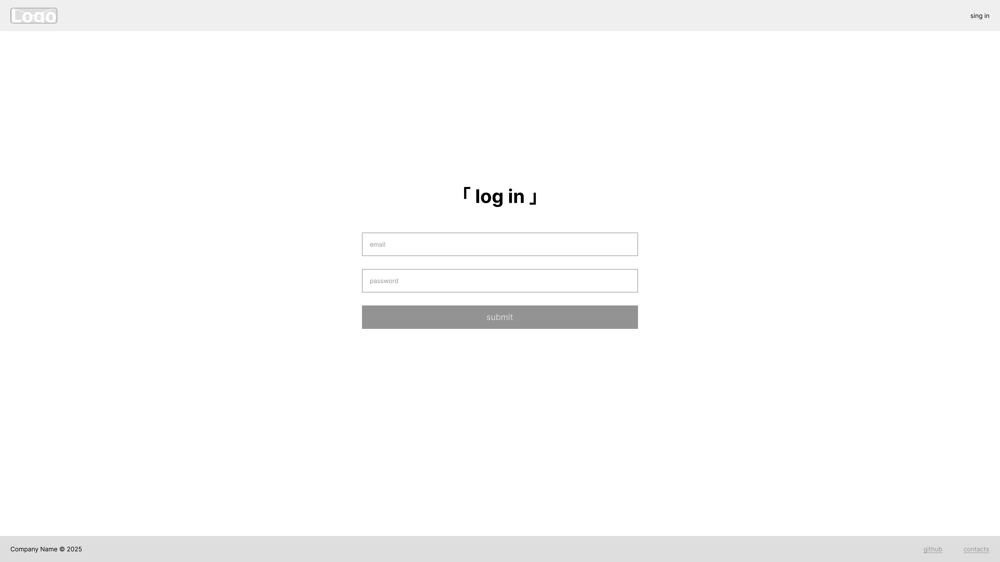 Logo
sing in
「 log in 」
email
password
submit
Company Name © 2025
github
contacts